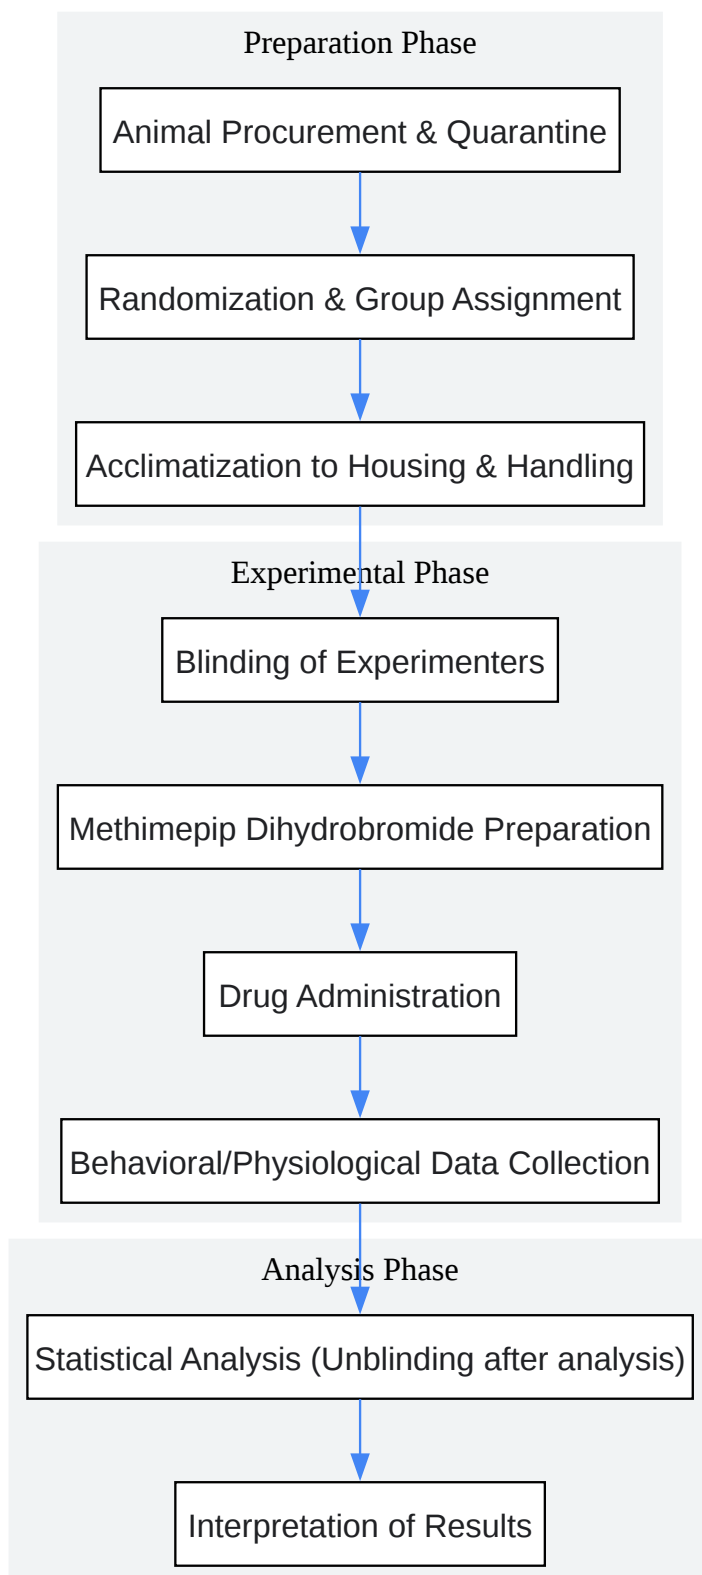 Preparation Phase
Animal Procurement & Quarantine
Randomization & Group Assignment
Acclimatization to Housing & Handling
Experimental Phase
Blinding of Experimenters
Methimepip Dihydrobromide Preparation
Drug Administration
Behavioral/Physiological Data Collection
Analysis Phase
Statistical Analysis (Unblinding after analysis)
Interpretation of Results